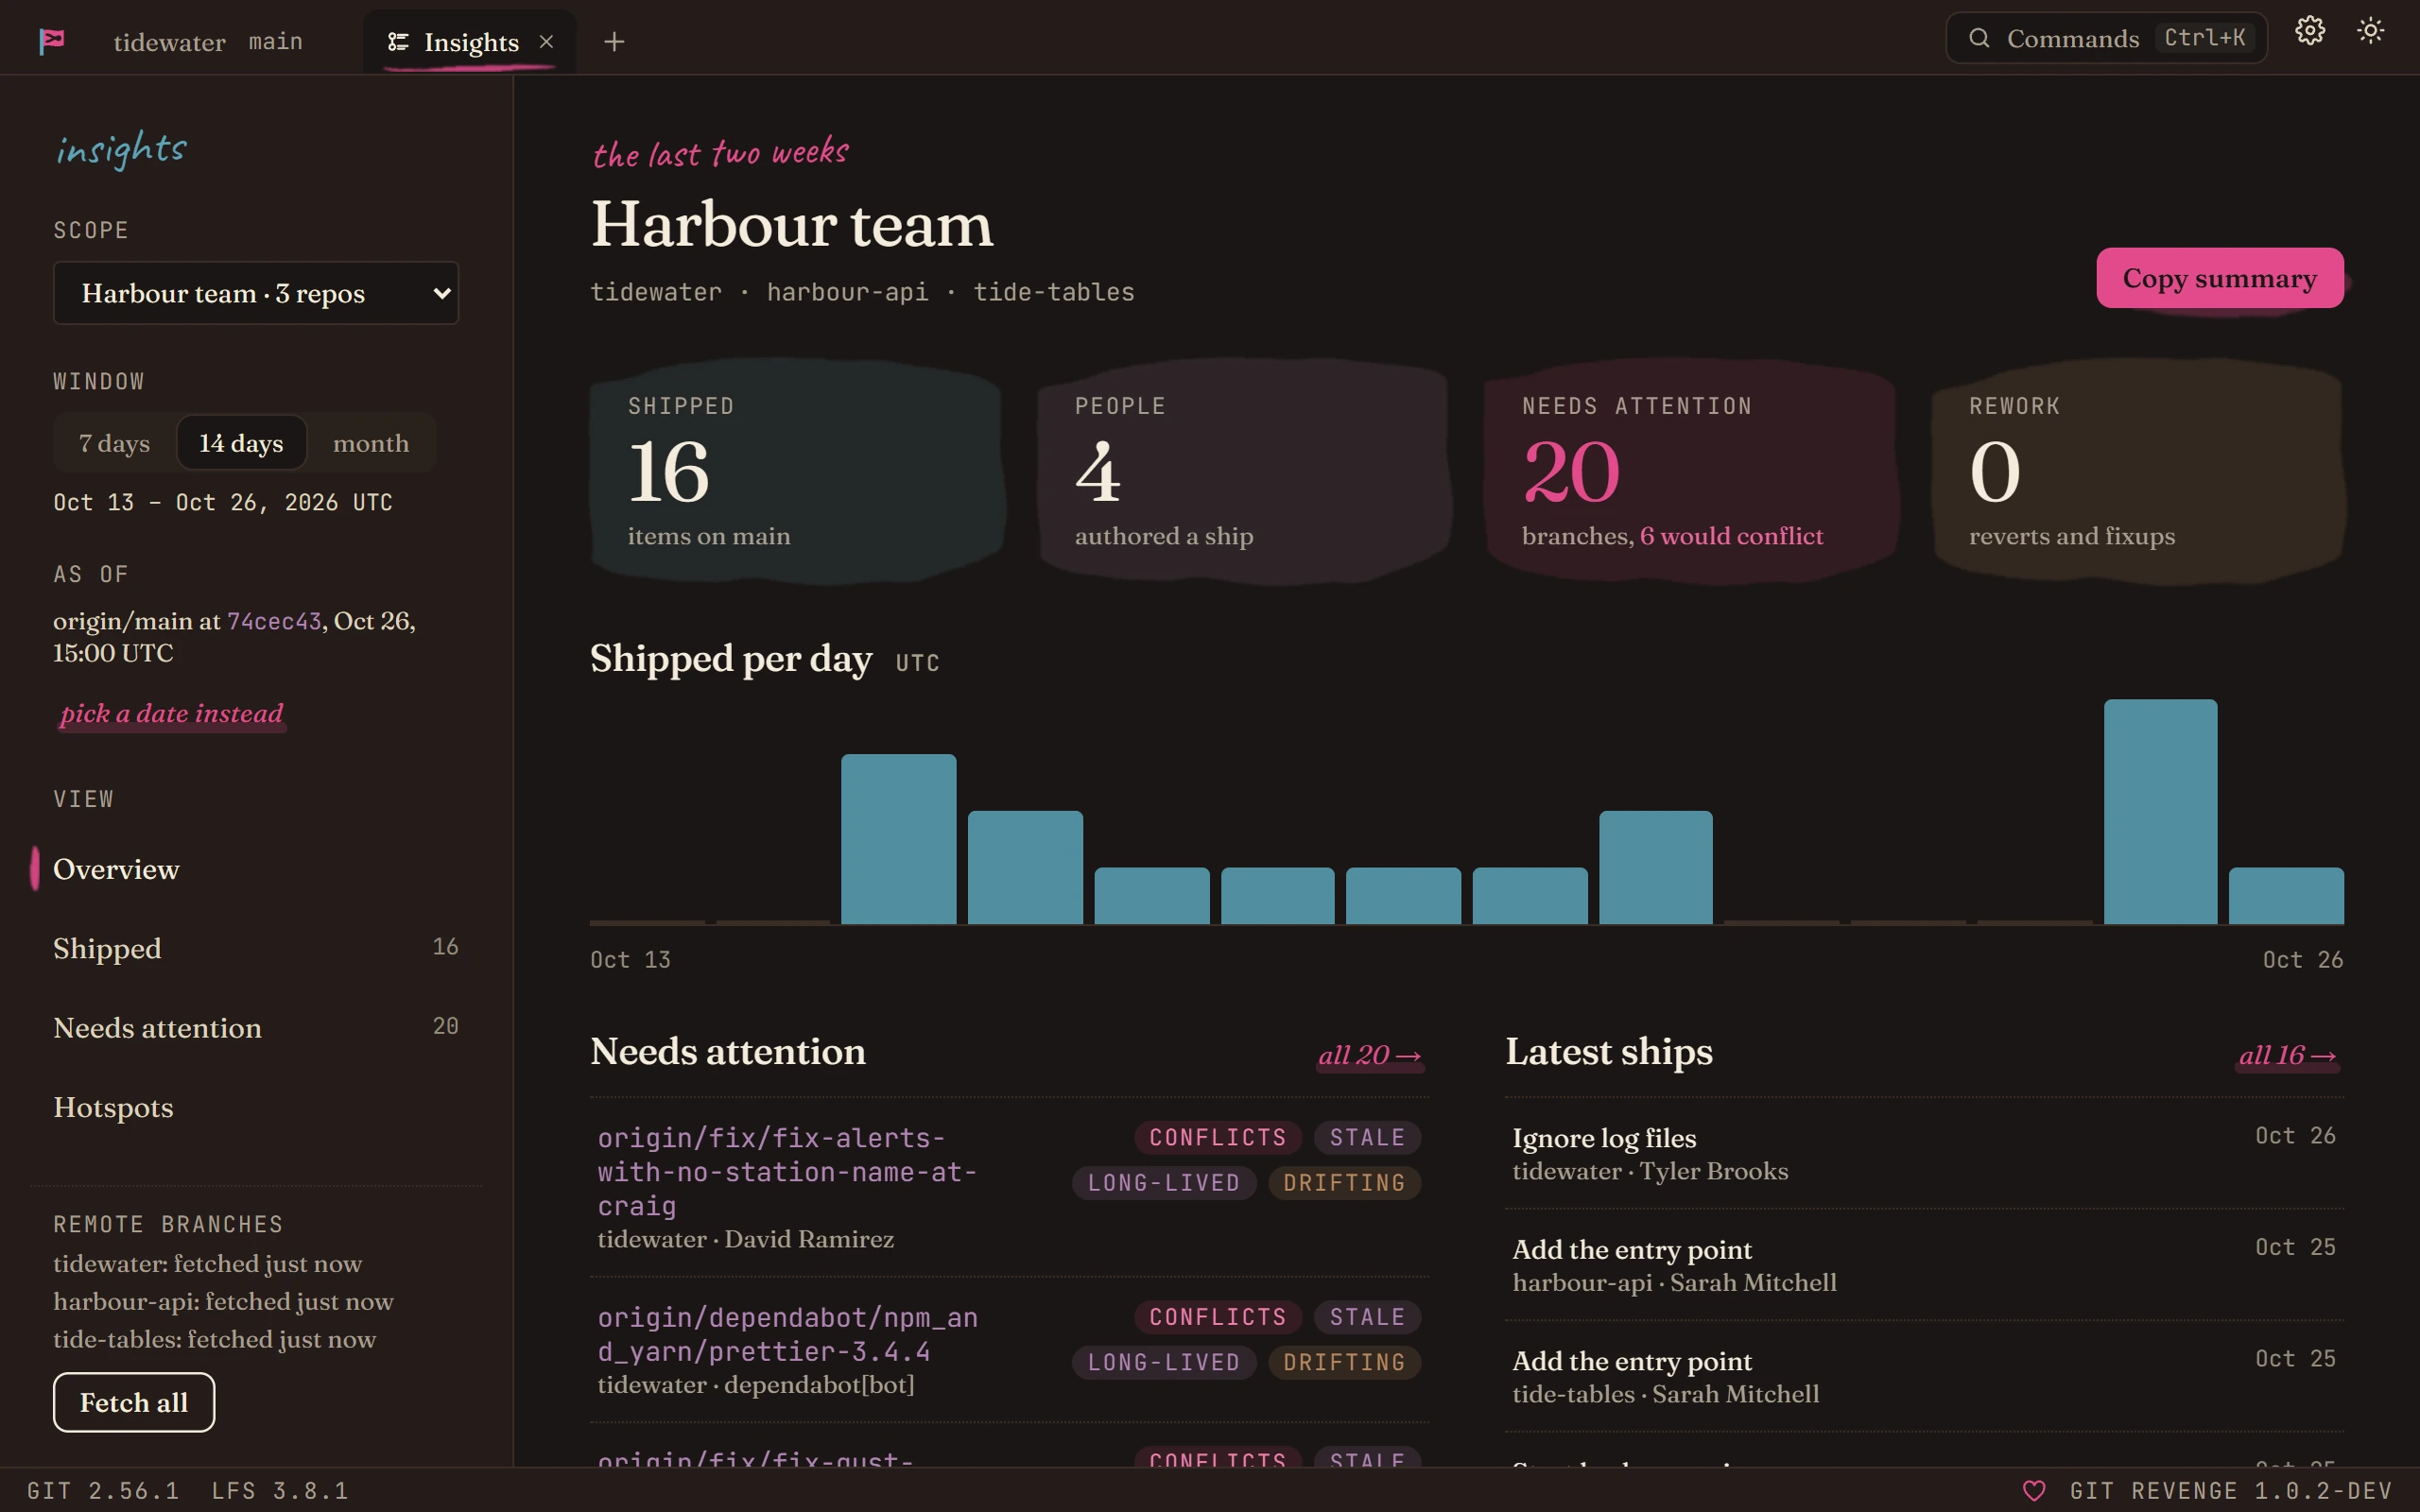 tidewater main
Insights
Commands Ctrl+K
insights
SCOPE
Harbour team · 3 repos
WINDOW
7 days 14 days month
Oct 13 – Oct 26, 2026 UTC
AS OF
origin/main at 74cec43, Oct 26,
15:00 UTC
pick a date instead
VIEW
Overview
Shipped 16
Needs attention 20
Hotspots
REMOTE BRANCHES
tidewater: fetched just now
harbour-api: fetched just now
tide-tables: fetched just now
Fetch all
the last two weeks
Harbour team
tidewater · harbour-api · tide-tables
Copy summary
SHIPPED
16
items on main
PEOPLE
4
authored a ship
NEEDS ATTENTION
20
branches, 6 would conflict
REWORK
0
reverts and fixups
Shipped per day UTC
Oct 13 Oct 26
Needs attention all 20 →
origin/fix/fix-alerts-
with-no-station-name-at-
craig
tidewater · David Ramirez
CONFLICTS STALE
LONG-LIVED DRIFTING
origin/dependabot/npm_an
d_yarn/prettier-3.4.4
tidewater · dependabot[bot]
CONFLICTS STALE
LONG-LIVED DRIFTING
origin/fix/fix-gust-
CONFLICTS STALE
Latest ships all 16 →
Ignore log files Oct 26
tidewater · Tyler Brooks
Add the entry point Oct 25
harbour-api · Sarah Mitchell
Add the entry point Oct 25
tide-tables · Sarah Mitchell
Oct 25
GIT 2.56.1 LFS 3.8.1
GIT REVENGE 1.0.2-DEV